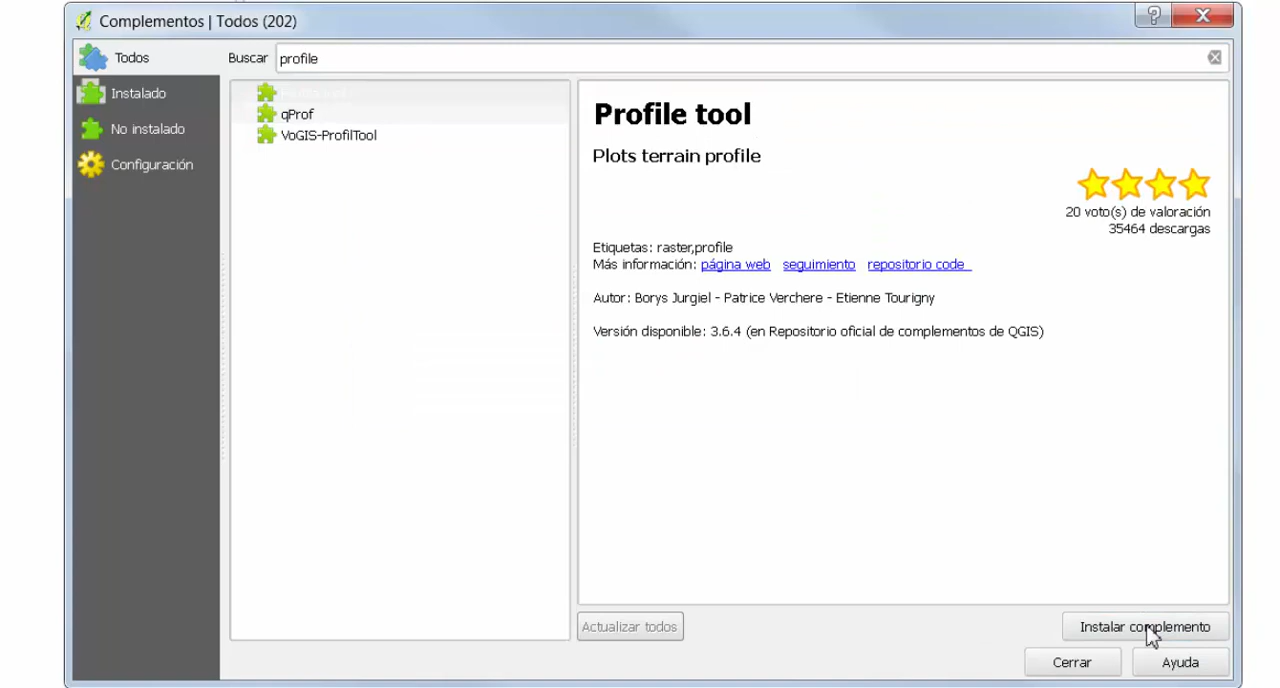 Complementos | Todos (202)
Todos
Buscar profile
Instalado
No instalado
Configuración
qProf
VoGIS-ProfilTool
Profile tool
Plots terrain profile
20 voto(s) de valoración
35464 descargas
Etiquetas: raster,profile
Más información: página web seguimiento repositorio code
Autor: Borys Jurgiel - Patrice Verchere - Etienne Tourigny
Versión disponible: 3.6.4 (en Repositorio oficial de complementos de QGIS)
Actualizar todos
Instalar complemento
Cerrar
Ayuda